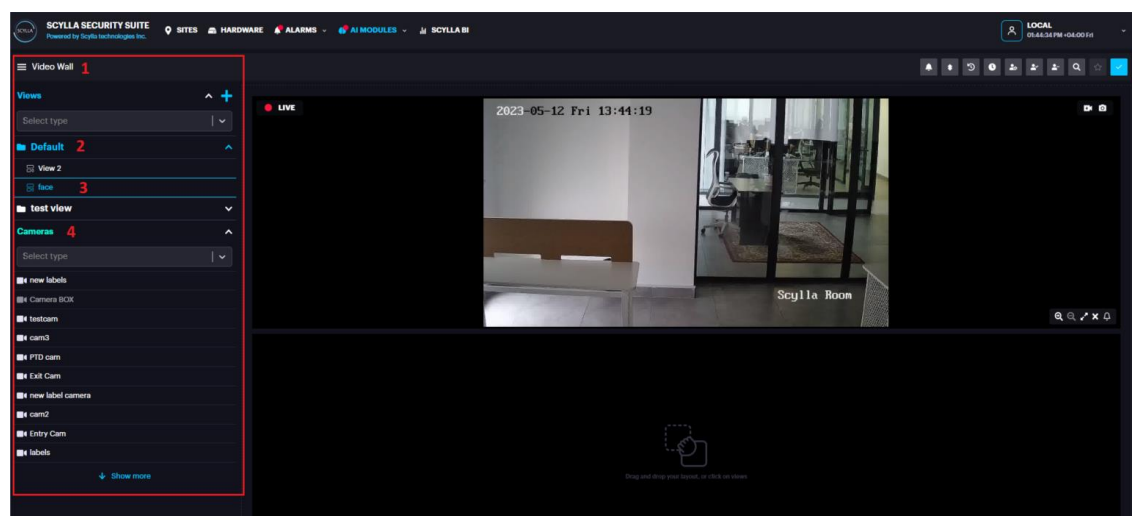 SCYLLA
SCYLLA SECURITY SUITE
Powered by Scylla technologies Inc.
SITES
HARDWARE
ALARMS
AI MODULES
SCYLLA BI
LOCAL
01:44:34 PM +04:00 Fri
Video Wall 1
Views
Select type
Default 2
View 2
face 3
test view
Cameras 4
Select type
new labels
Camera BOX
testcam
cam3
PTD cam
Exit Cam
new label camera
cam2
Entry Cam
labels
Show more
LIVE
2023-05-12 Fri 13:44:19
Scylla Room
Drag and drop your layout, or click on views